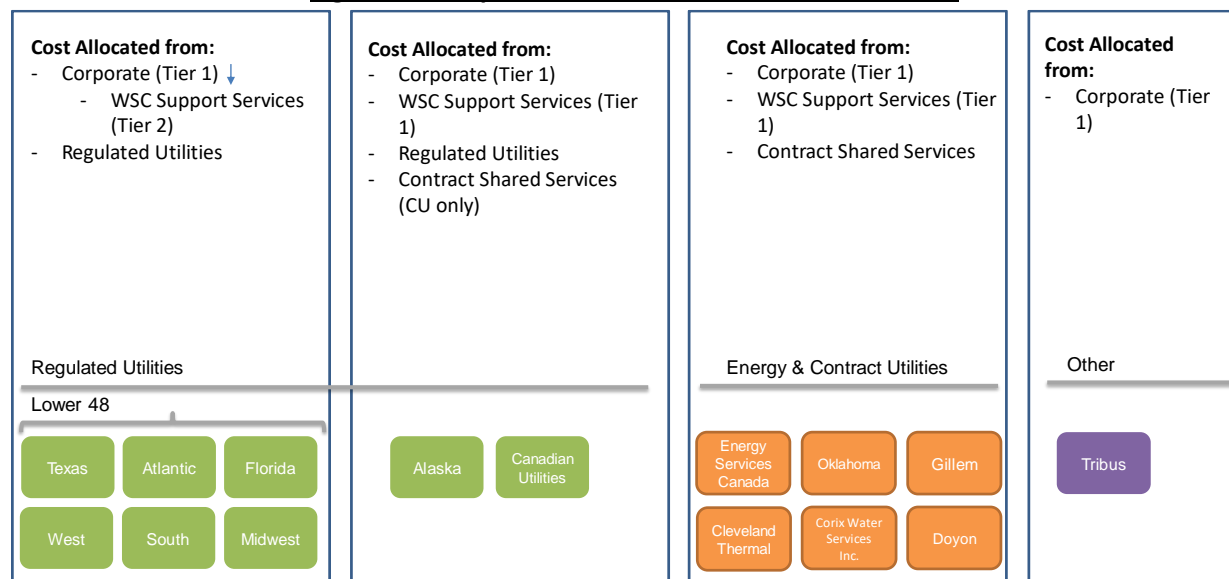 Cost Allocated from:
- Corporate (Tier 1)
- WSC Support Services
(Tier 2)
- Regulated Utilities
Cost Allocated from:
- Corporate (Tier 1)
- WSC Support Services (Tier
1)
- Regulated Utilities
- Contract Shared Services
(CU only)
Cost Allocated from:
- Corporate (Tier 1)
- WSC Support Services (Tier
1)
- Contract Shared Services
Cost Allocated
from:
- Corporate (Tier
1)
Regulated Utilities
Lower 48
Texas
Atlantic
Florida
West
South
Midwest
Alaska
Canadian
Utilities
Energy & Contract Utilities
Energy
Services
Canada
Oklahoma
Gillem
Cleveland
Thermal
Corix Water
Services
Inc.
Doyon
Other
Tribus